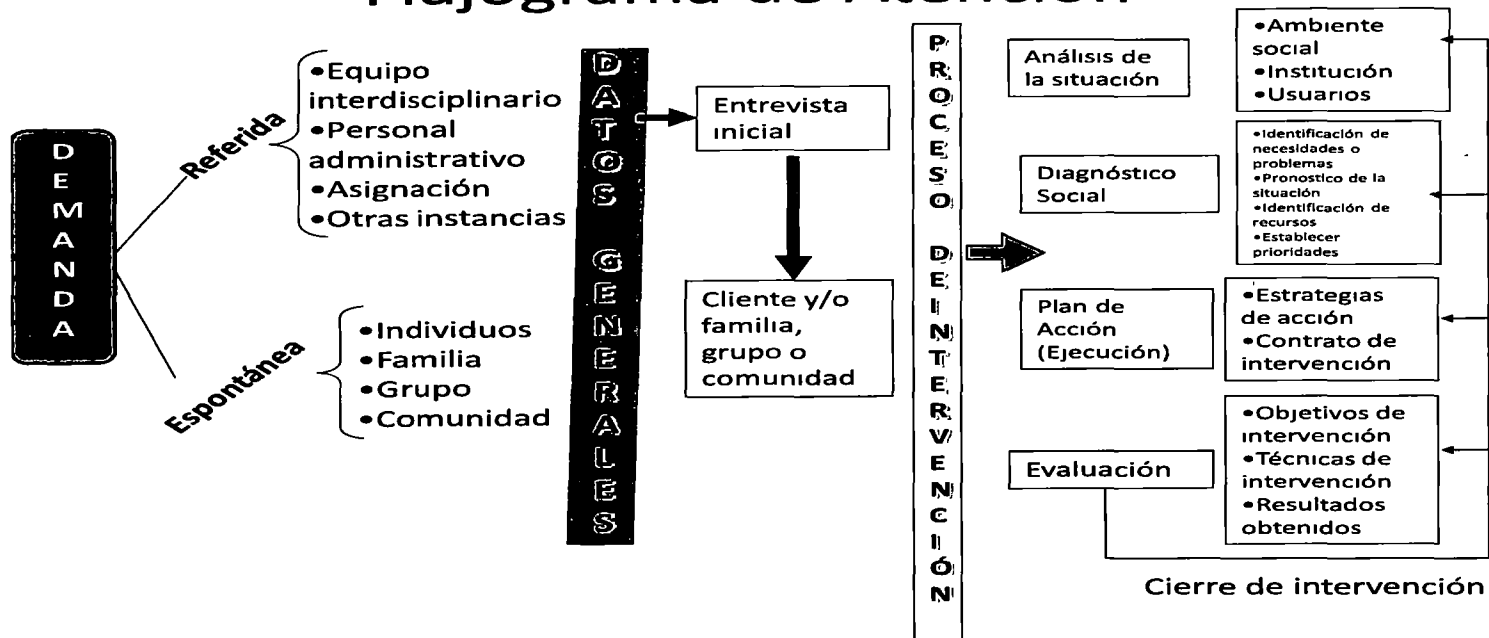 Flujograma de Atención
DEMANDA
Referida
•Equipo
interdisciplinario
•Personal
administrativo
•Asignación
•Otras instancias
Espontánea
•Individuos
•Familia
•Grupo
•Comunidad
DATOS GENERALES
Entrevista
inicial
Cliente y/o
familia,
grupo o
comunidad
PROCESO DE INTERVENCIÓN
Análisis de
la situación
•Ambiente
social
•Institución
•Usuarios
Diagnóstico
Social
•Identificación de
necesidades o
problemas
•Pronostico de la
situación
•Identificación de
recursos
•Establecer
prioridades
Plan de
Acción
(Ejecución)
•Estrategias
de acción
•Contrato de
intervención
Evaluación
•Objetivos de
intervención
•Técnicas de
intervención
•Resultados
obtenidos
Cierre de intervención